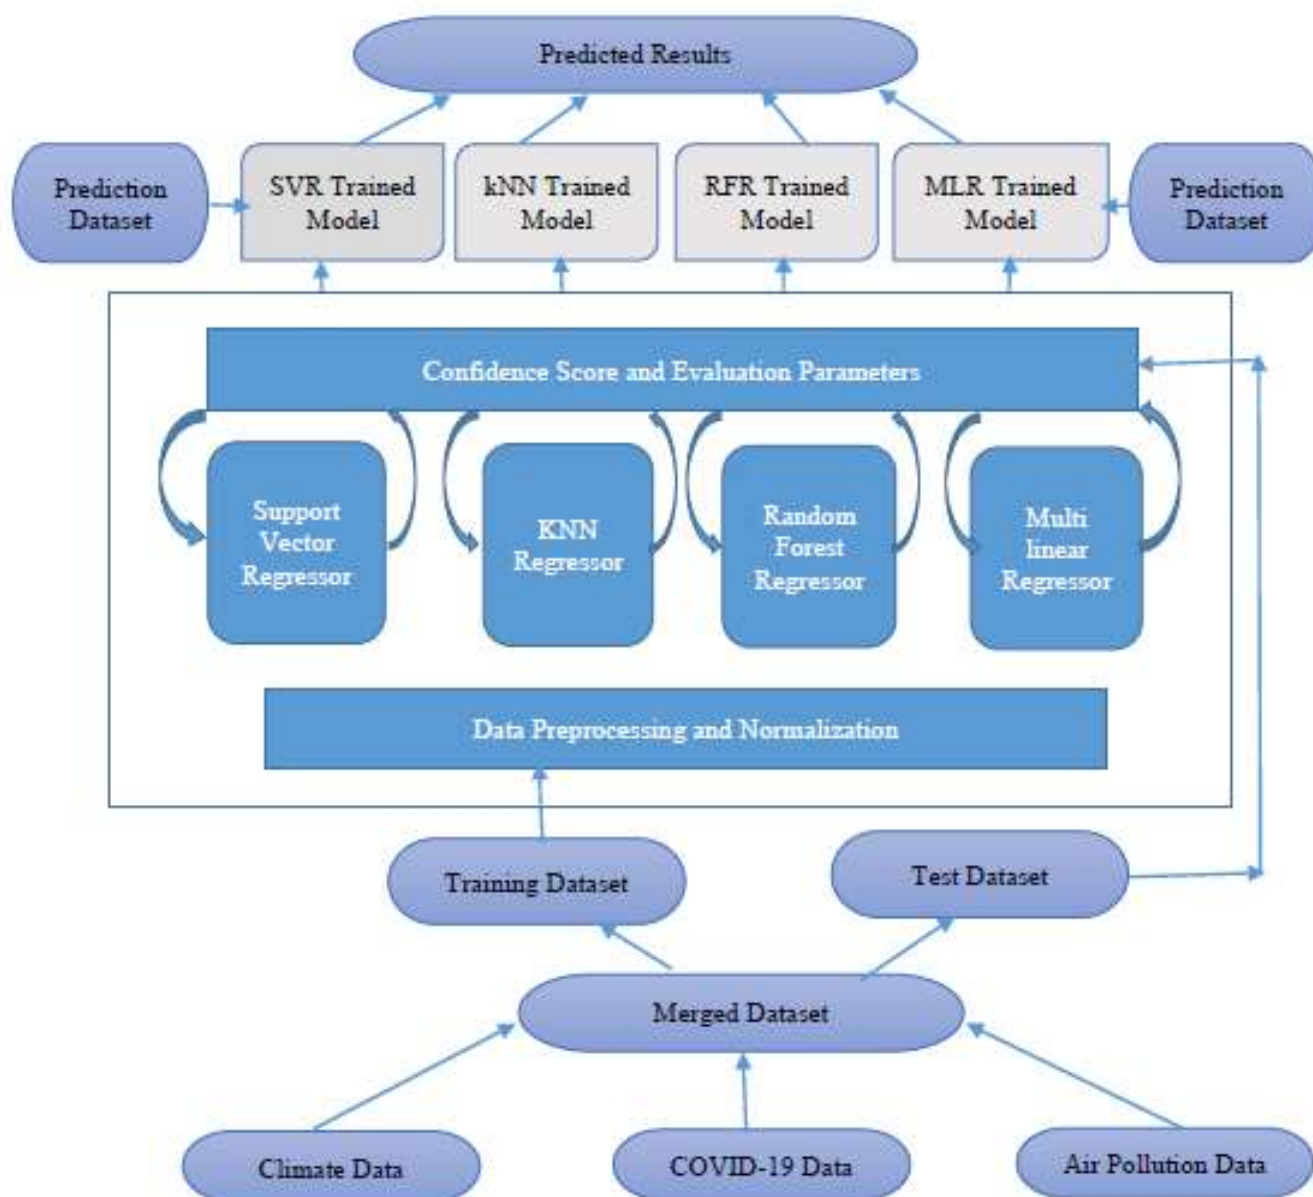 Predicted Results
Prediction
Dataset
SVR Trained
Model
kNN Trained
Model
RFR Trained
Model
MLR Trained
Model
Prediction
Dataset
Confidence Score and Evaluation Parameters
Support
Vector
Regressor
KNN
Regressor
Random
Forest
Regressor
Multi
linear
Regressor
Data Preprocessing and Normalization
Training Dataset
Test Dataset
Merged Dataset
Climate Data
COVID-19 Data
Air Pollution Data